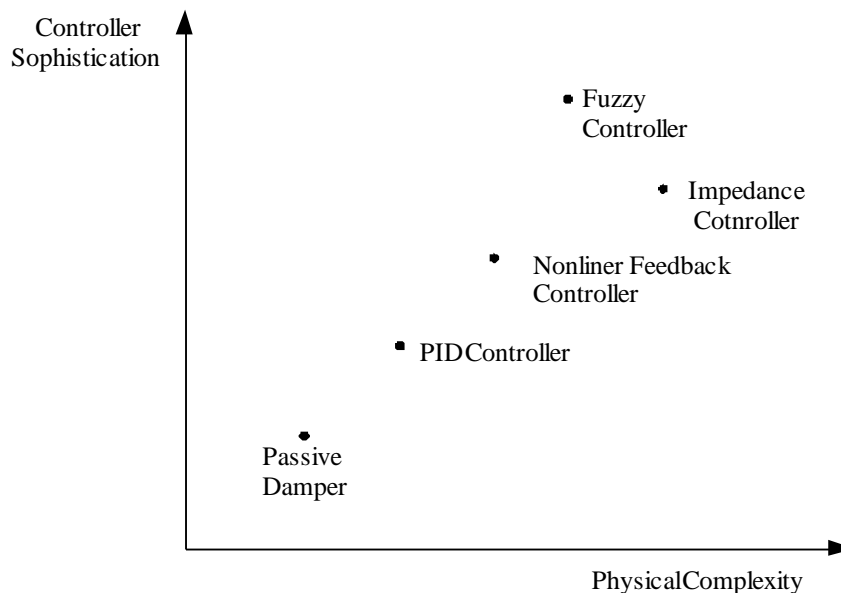 Controller
Sophistication
Fuzzy
Controller
Impedance
Cotnroller
Nonliner Feedback
Controller
PIDController
Passive
Damper
PhysicalComplexity